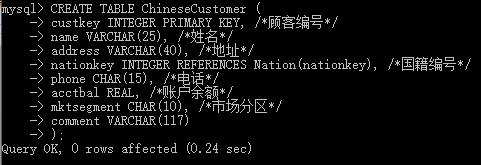 mysql> CREATE TABLE ChineseCustomer (
    -> custkey INTEGER PRIMARY KEY, /*顾客编号*/
    -> name VARCHAR(25), /*姓名*/
    -> address VARCHAR(40), /*地址*/
    -> nationkey INTEGER REFERENCES Nation(nationkey), /*国籍编号*/
    -> phone CHAR(15), /*电话*/
    -> acctbal REAL, /*账户余额*/
    -> mktsegment CHAR(10), /*市场分区*/
    -> comment VARCHAR(117)
    -> );
Query OK, 0 rows affected (0.24 sec)